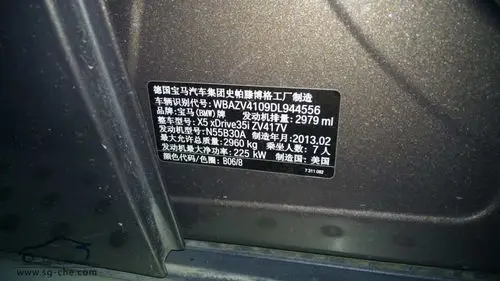 德国宝马汽车集团史帕滕博格工厂制造
车辆识别代号: WBAZV4109DL944556
品牌: 宝马(BMW)牌 发动机排量: 2979 ml
整车型号: X5 xDrive35i ZV417V
发动机型号: N55B30A 制造年月: 2013.02
最大允许总质量: 2960 kg 乘坐人数: 7 人
发动机最大净功率: 225 kW 制造国: 美国
颜色代码/色圈: B06/8
7 311 092
www.sg-che.com